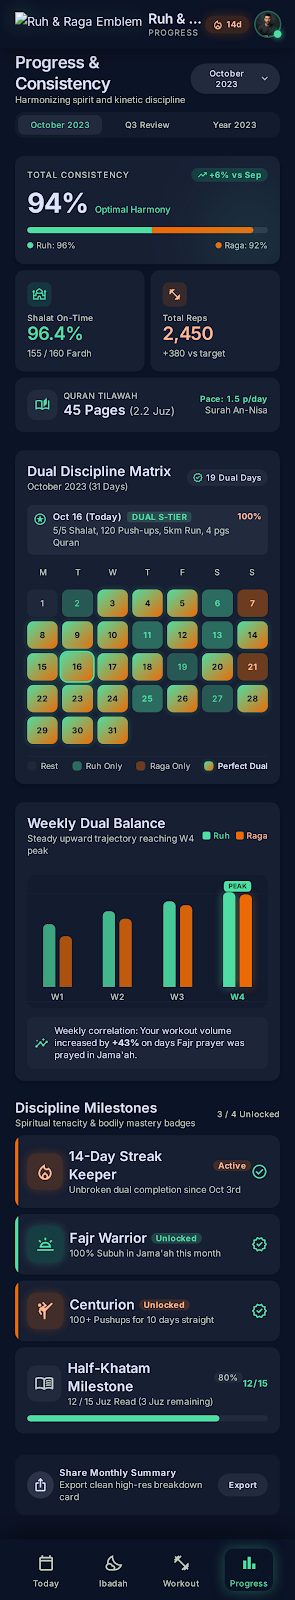 Ruh & Raga Emblem
Ruh & ...
PROGRESS
14d
Progress &
Consistency
Harmonizing spirit and kinetic discipline
October
2023
October 2023
Q3 Review
Year 2023
TOTAL CONSISTENCY
+6% vs Sep
94% Optimal Harmony
Ruh: 96%
Raga: 92%
Shalat On-Time
96.4%
155 / 160 Fardh
Total Reps
2,450
+380 vs target
QURAN TILAWAH
45 Pages (2.2 Juz)
Pace: 1.5 p/day
Surah An-Nisa
Dual Discipline Matrix
October 2023 (31 Days)
19 Dual Days
Oct 16 (Today) DUAL S-TIER 100%
5/5 Shalat, 120 Push-ups, 5km Run, 4 pgs
Quran
M T W T F S S
1 2 3 4 5 6 7
8 9 10 11 12 13 14
15 16 17 18 19 20 21
22 23 24 25 26 27 28
29 30 31
Rest Ruh Only Raga Only Perfect Dual
Weekly Dual Balance
Steady upward trajectory reaching W4
peak
Ruh Raga
PEAK
W1 W2 W3 W4
Weekly correlation: Your workout volume
increased by +43% on days Fajr prayer was
prayed in Jama'ah.
Discipline Milestones
Spiritual tenacity & bodily mastery badges
3 / 4 Unlocked
14-Day Streak
Keeper
Active
Unbroken dual completion since Oct 3rd
Fajr Warrior Unlocked
100% Subuh in Jama'ah this month
Centurion Unlocked
100+ Pushups for 10 days straight
Half-Khatam
Milestone
80% 12/15
12 / 15 Juz Read (3 Juz remaining)
Share Monthly Summary
Export clean high-res breakdown
card
Export
Today Ibadah Workout Progress